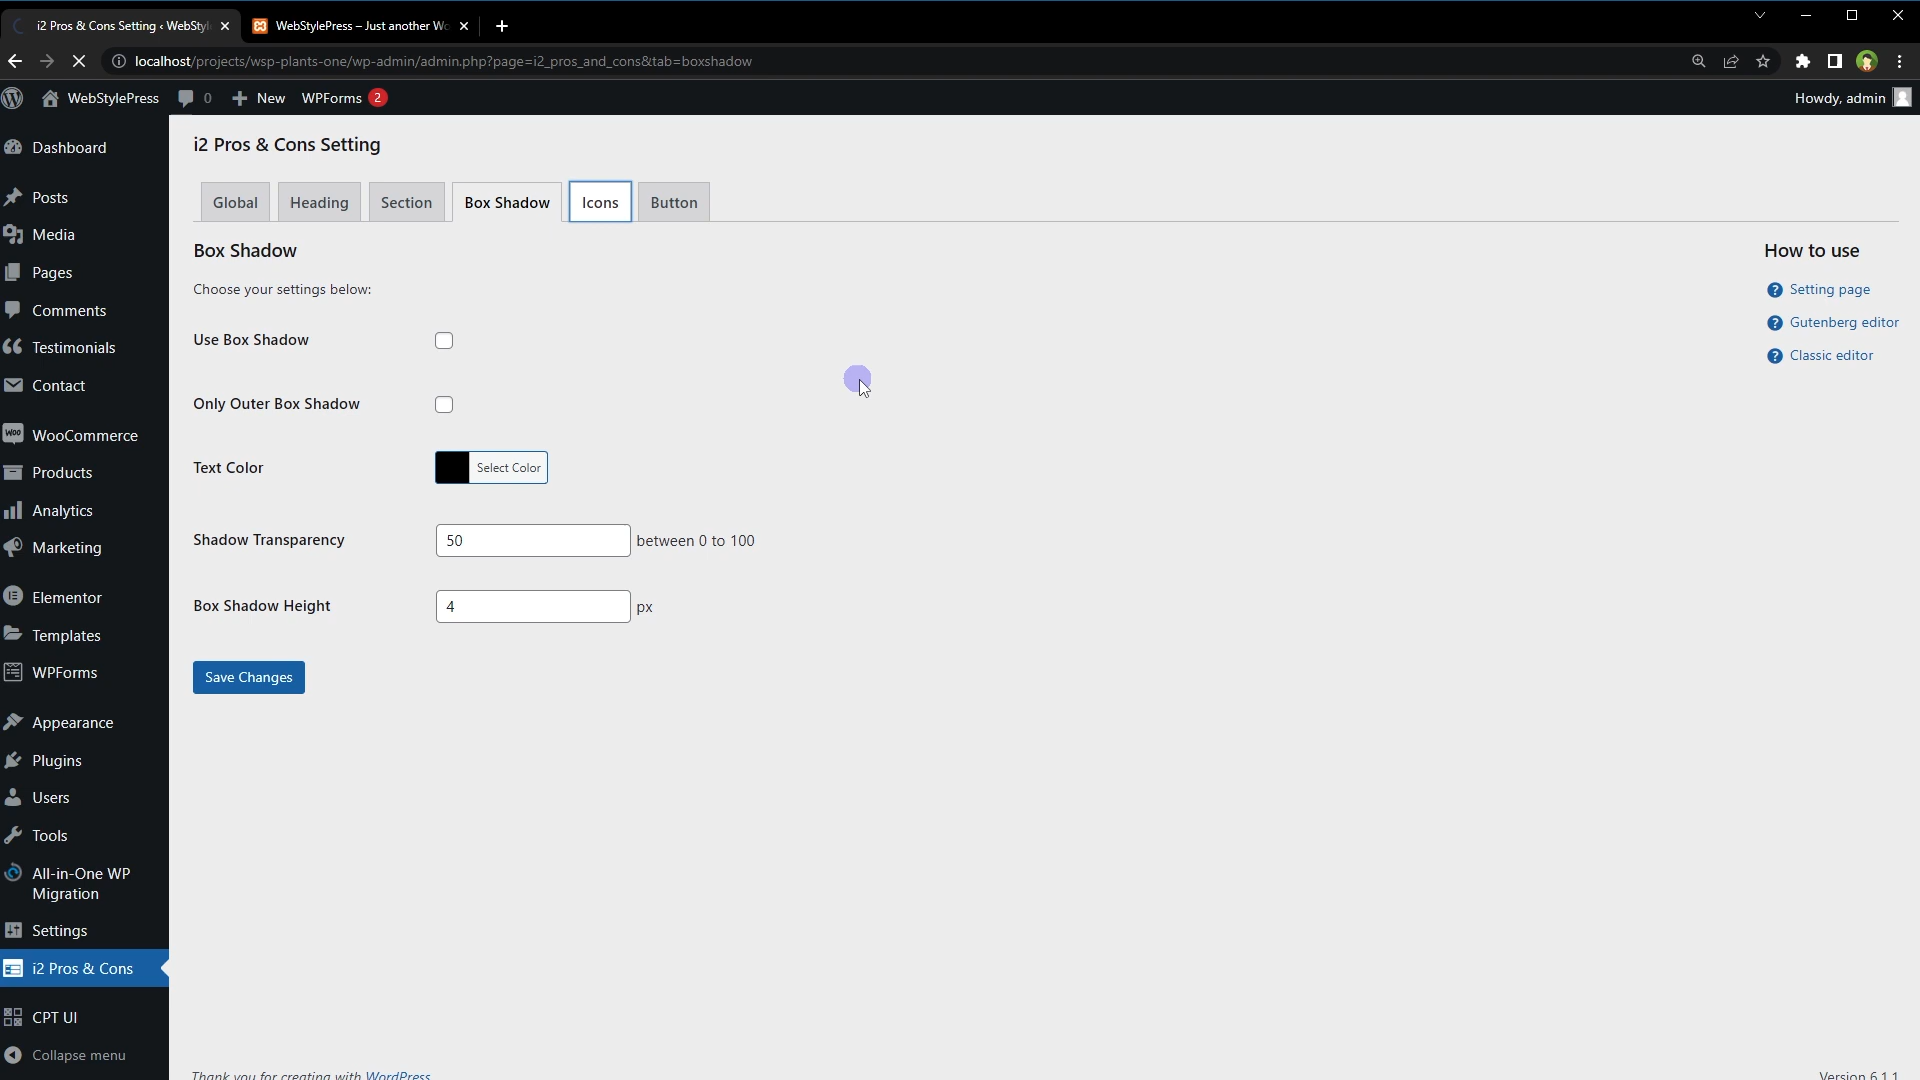 i2 Pros & Cons Setting ‹ WebStyl
WebStylePress – Just another Wo
localhost/projects/wsp-plants-one/wp-admin/admin.php?page=i2_pros_and_cons&tab=boxshadow
WebStylePress 0 New WPForms 2
Howdy, admin
Dashboard
Posts
Media
Pages
Comments
Testimonials
Contact
WooCommerce
Products
Analytics
Marketing
Elementor
Templates
WPForms
Appearance
Plugins
Users
Tools
All-in-One WP
Migration
Settings
i2 Pros & Cons
CPT UI
Collapse menu
i2 Pros & Cons Setting
Global Heading Section Box Shadow Icons Button
Box Shadow
Choose your settings below:
Use Box Shadow
Only Outer Box Shadow
Text Color Select Color
Shadow Transparency 50 between 0 to 100
Box Shadow Height 4 px
Save Changes
How to use
? Setting page
? Gutenberg editor
? Classic editor
Thank you for creating with WordPress
Version 6.1.1